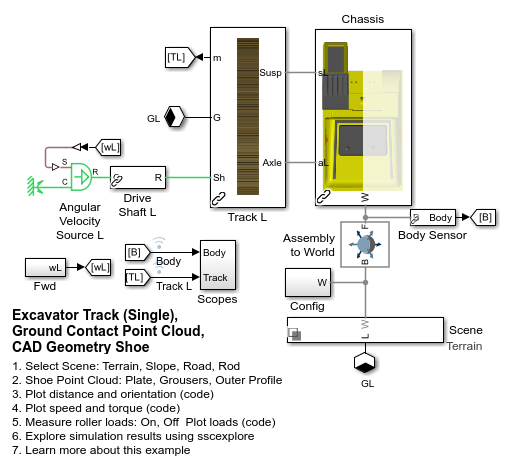 Chassis
[TL]
m
Susp
sL
GL
G
[wL]
S
C
R
R
Sh
Axle
aL
W
Drive
Shaft L
Angular
Velocity
Source L
Track L
F
Body
[B]
Body Sensor
Assembly
to World
B
[B]
Body
Body
wL
[wL]
[TL]
Track L
Track
Fwd
Scopes
W
Config
W
L
Scene
Terrain
GL
Excavator Track (Single),
Ground Contact Point Cloud,
CAD Geometry Shoe
1. Select Scene: Terrain, Slope, Road, Rod
2. Shoe Point Cloud: Plate, Grousers, Outer Profile
3. Plot distance and orientation (code)
4. Plot speed and torque (code)
5. Measure roller loads: On, Off  Plot loads (code)
6. Explore simulation results using sscexplore
7. Learn more about this example